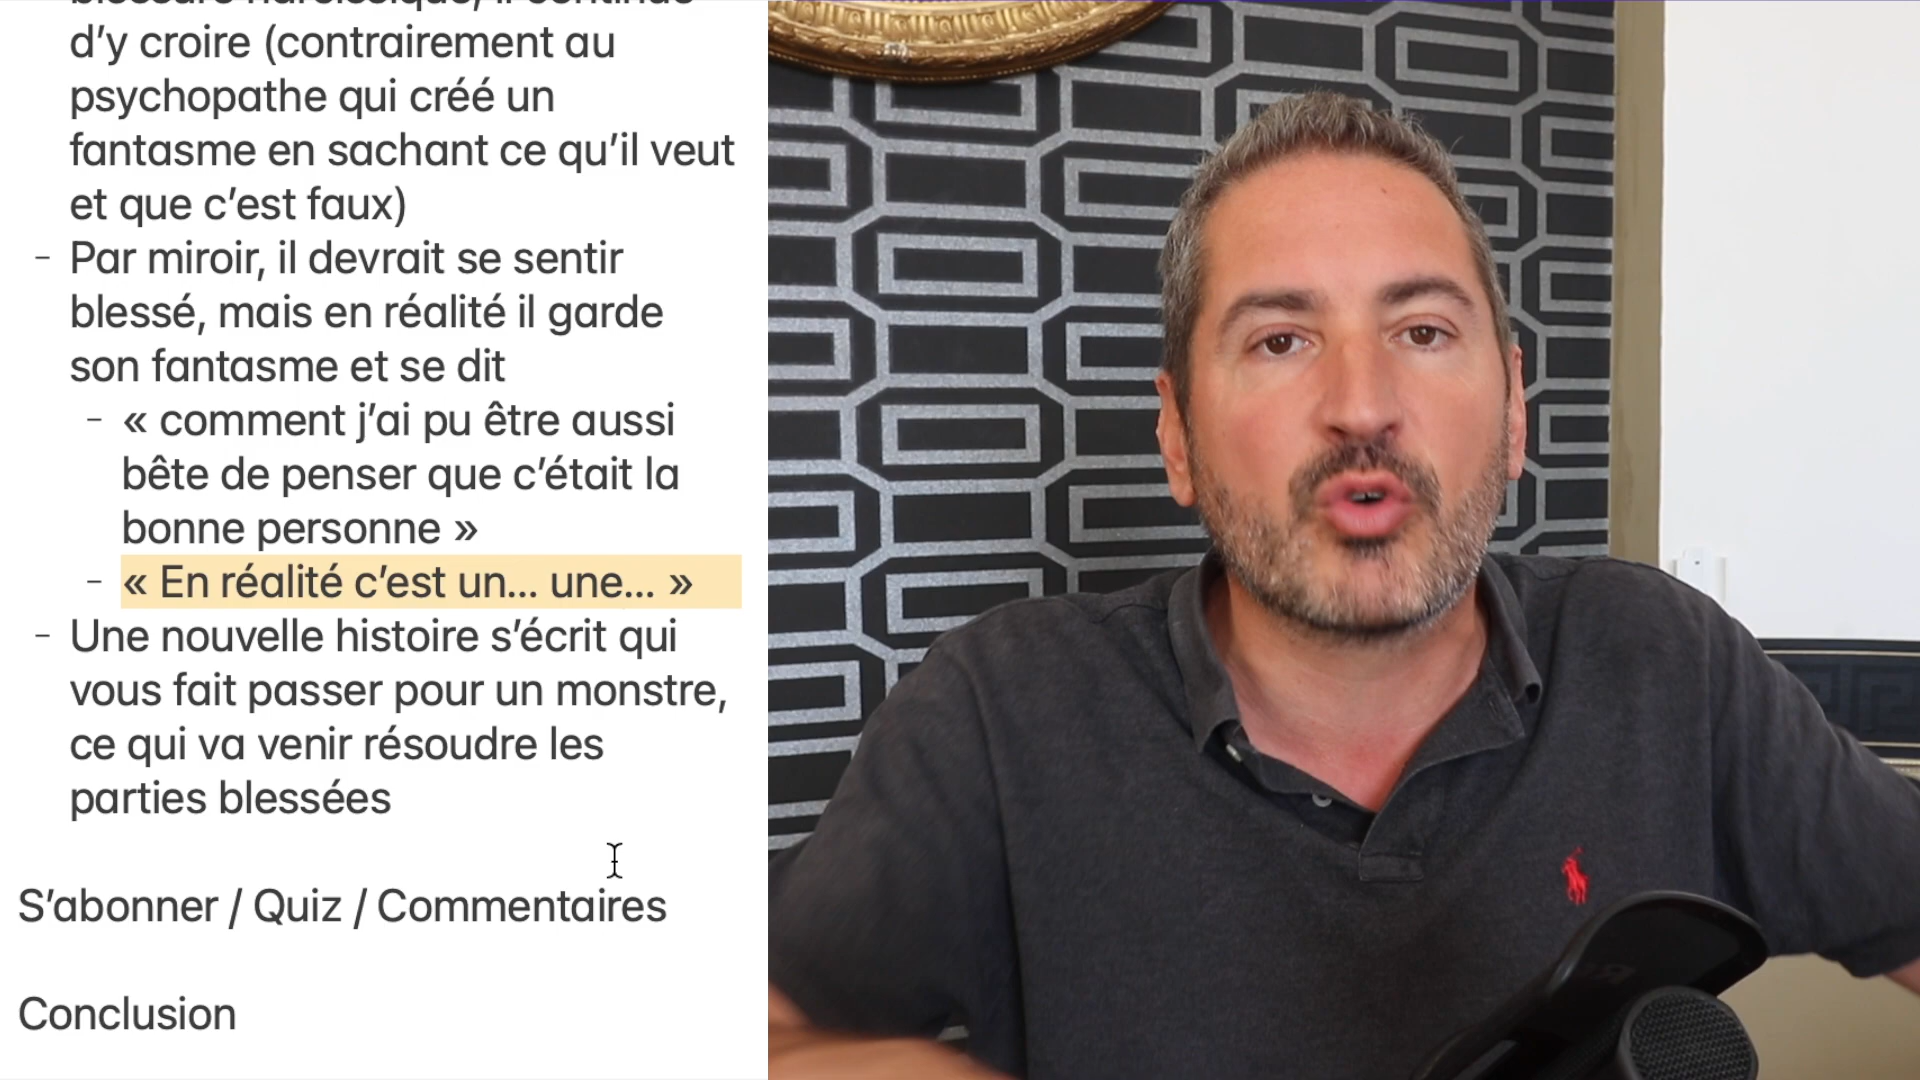 blessure narcissique, il continue
d’y croire (contrairement au
psychopathe qui créé un
fantasme en sachant ce qu’il veut
et que c’est faux)
- Par miroir, il devrait se sentir
blessé, mais en réalité il garde
son fantasme et se dit
- « comment j’ai pu être aussi
bête de penser que c’était la
bonne personne »
- « En réalité c’est un... une... »
- Une nouvelle histoire s’écrit qui
vous fait passer pour un monstre,
ce qui va venir résoudre les
parties blessées
S’abonner / Quiz / Commentaires
Conclusion